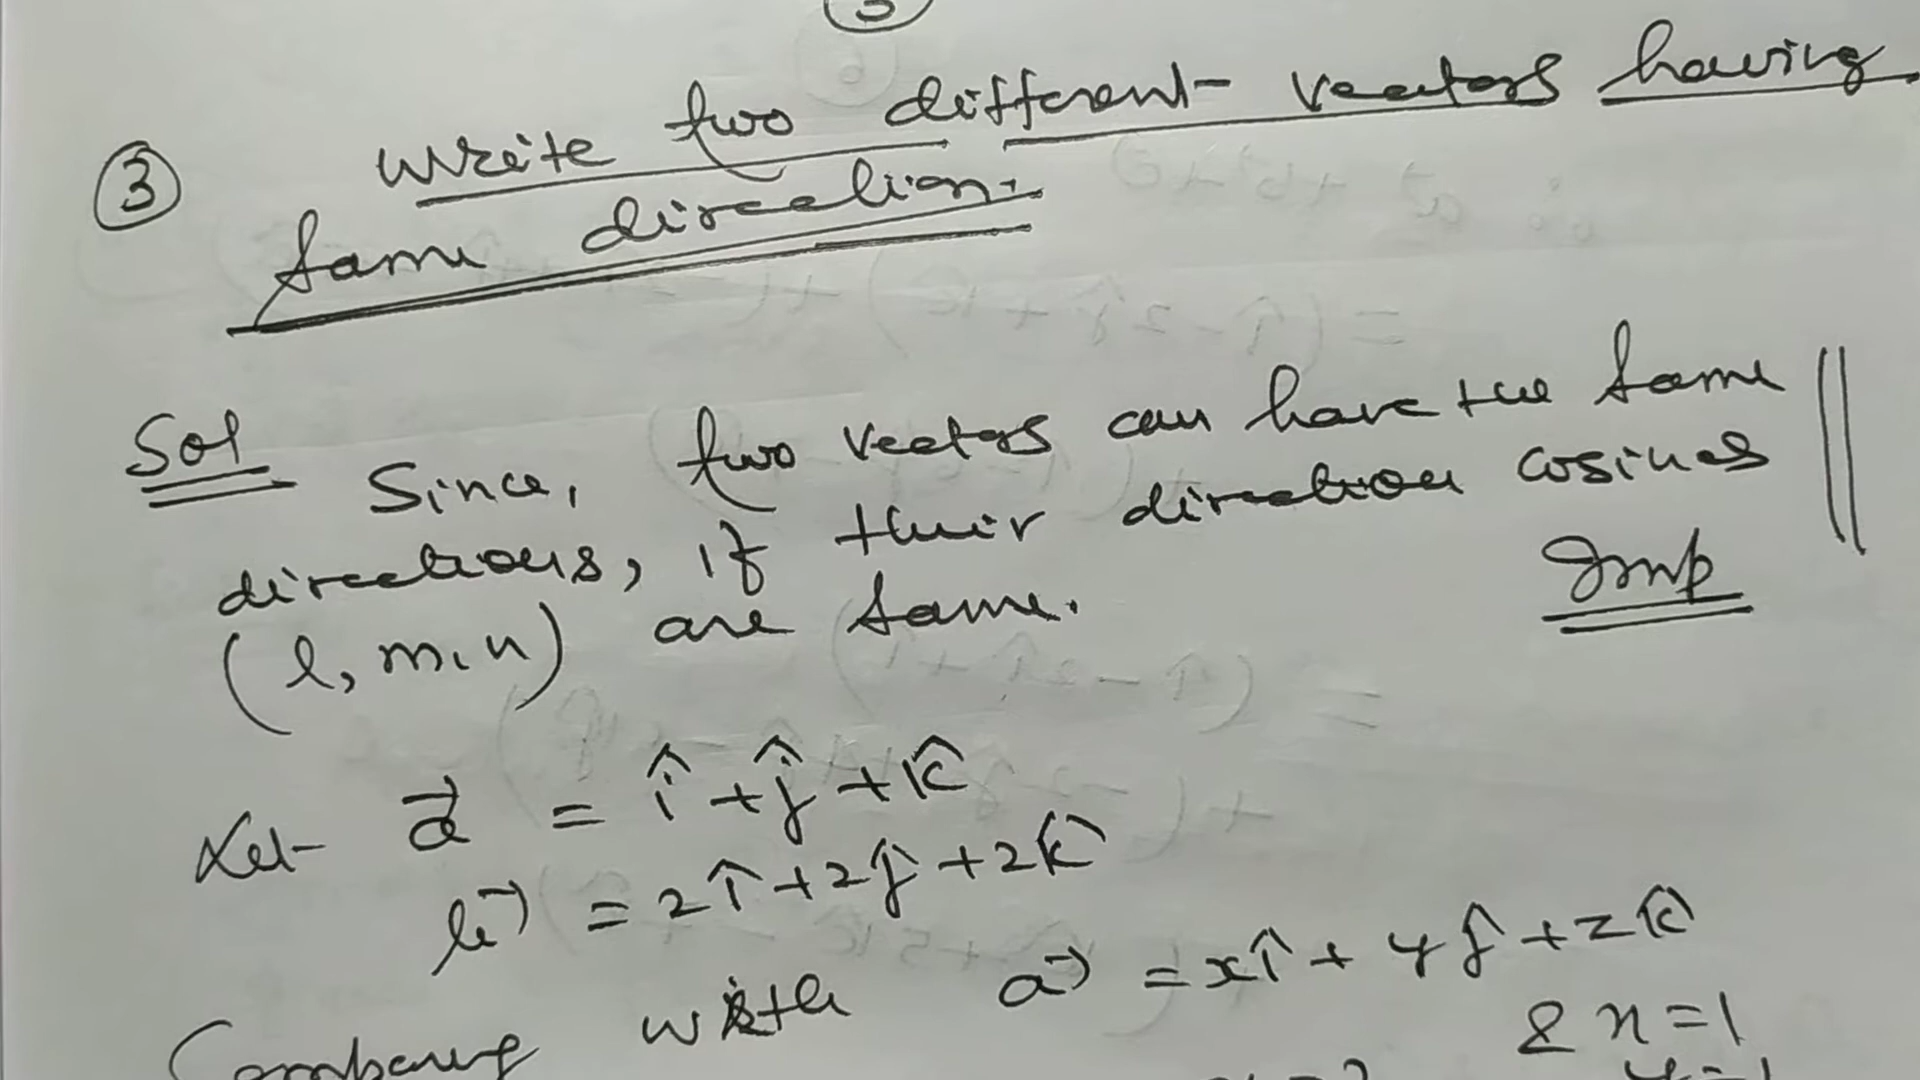 ③ Write two different vectors having
same direction.
Sol Since, two vectors can have the same
directions, if their direction cosines
(l, m, n) are same. Imp
Let a⃗ = î + ĵ + k̂
b⃗ = 2î + 2ĵ + 2k̂
Comparing with a⃗ = xî + yĵ + zk̂
& x = 1